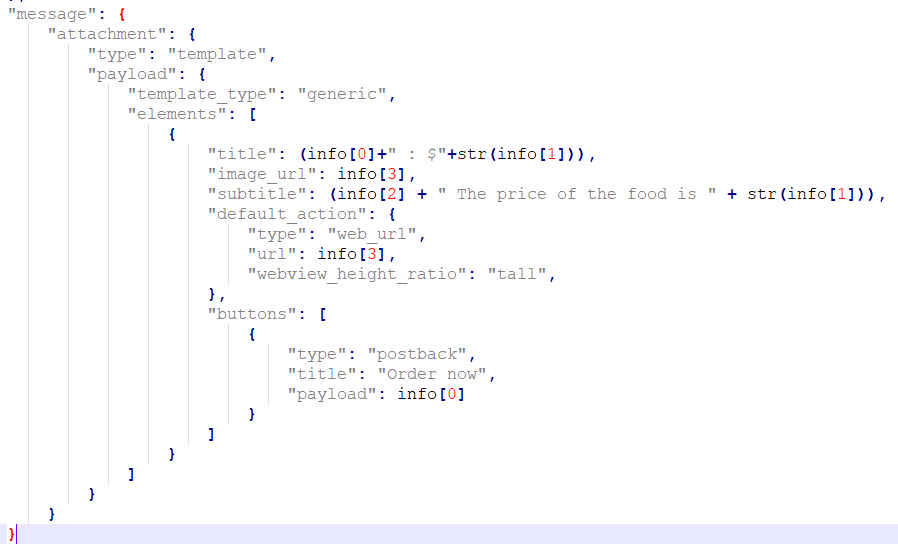 "message": {
"attachment": {
"type": "template",
"payload": {
"template_type": "generic",
"elements": [
{
"title": (info[0]+" : $"+str(info[1])),
"image_url": info[3],
"subtitle": (info[2] + " The price of the food is " + str(info[1])),
"default_action": {
"type": "web_url",
"url": info[3],
"webview_height_ratio": "tall",
},
"buttons": [
{
"type": "postback",
"title": "Order now",
"payload": info[0]
}
]
}
]
}
}
}